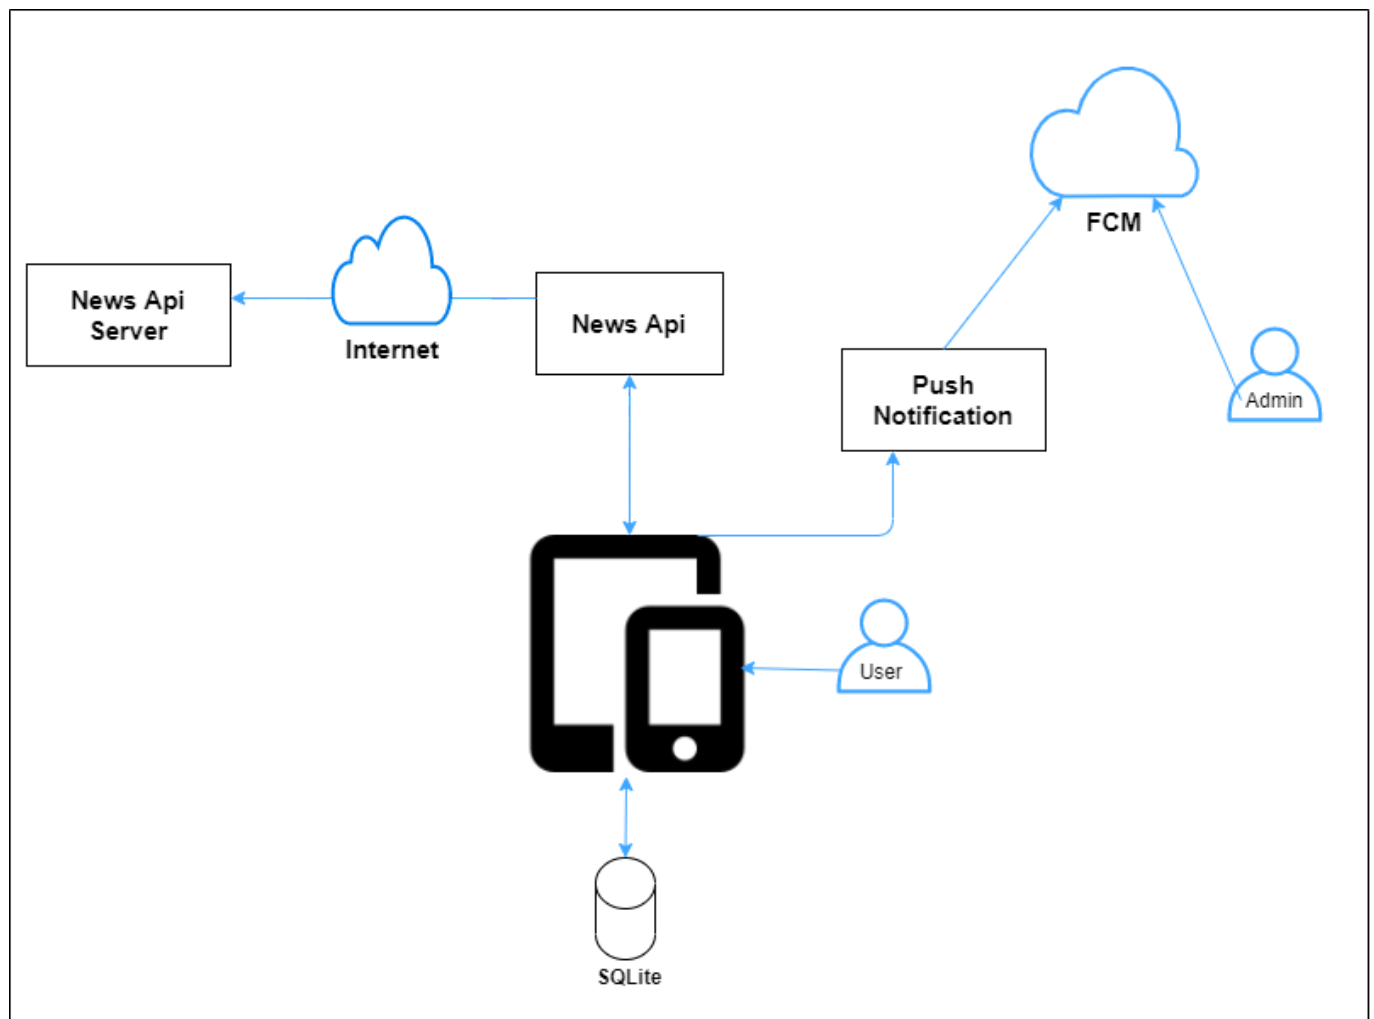 FCM
News Api
Server
Internet
News Api
Push
Notification
Admin
User
SQLite